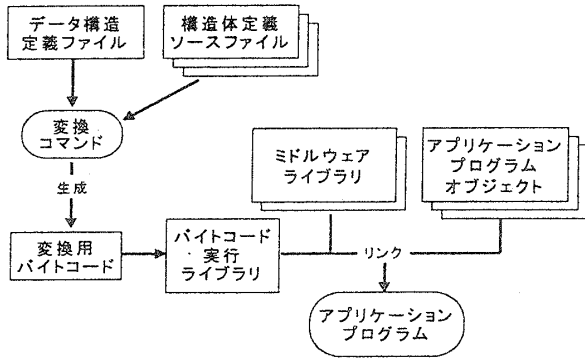 データ構造
定義ファイル
構造体定義
ソースファイル
変換
コマンド
生成
ミドルウェア
ライブラリ
アプリケーション
プログラム
オブジェクト
変換用
バイトコード
バイトコード
実行
ライブラリ
リンク
アプリケーション
プログラム